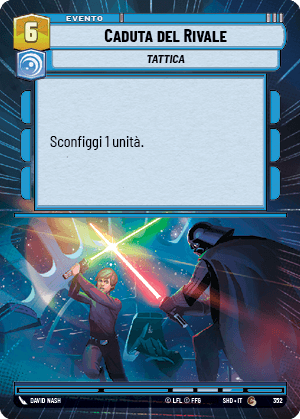 EVENTO
6
CADUTA DEL RIVALE
TATTICA
Sconfiggi 1 unità.
DAVID NASH
© LFL © FFG
SHD • IT
352